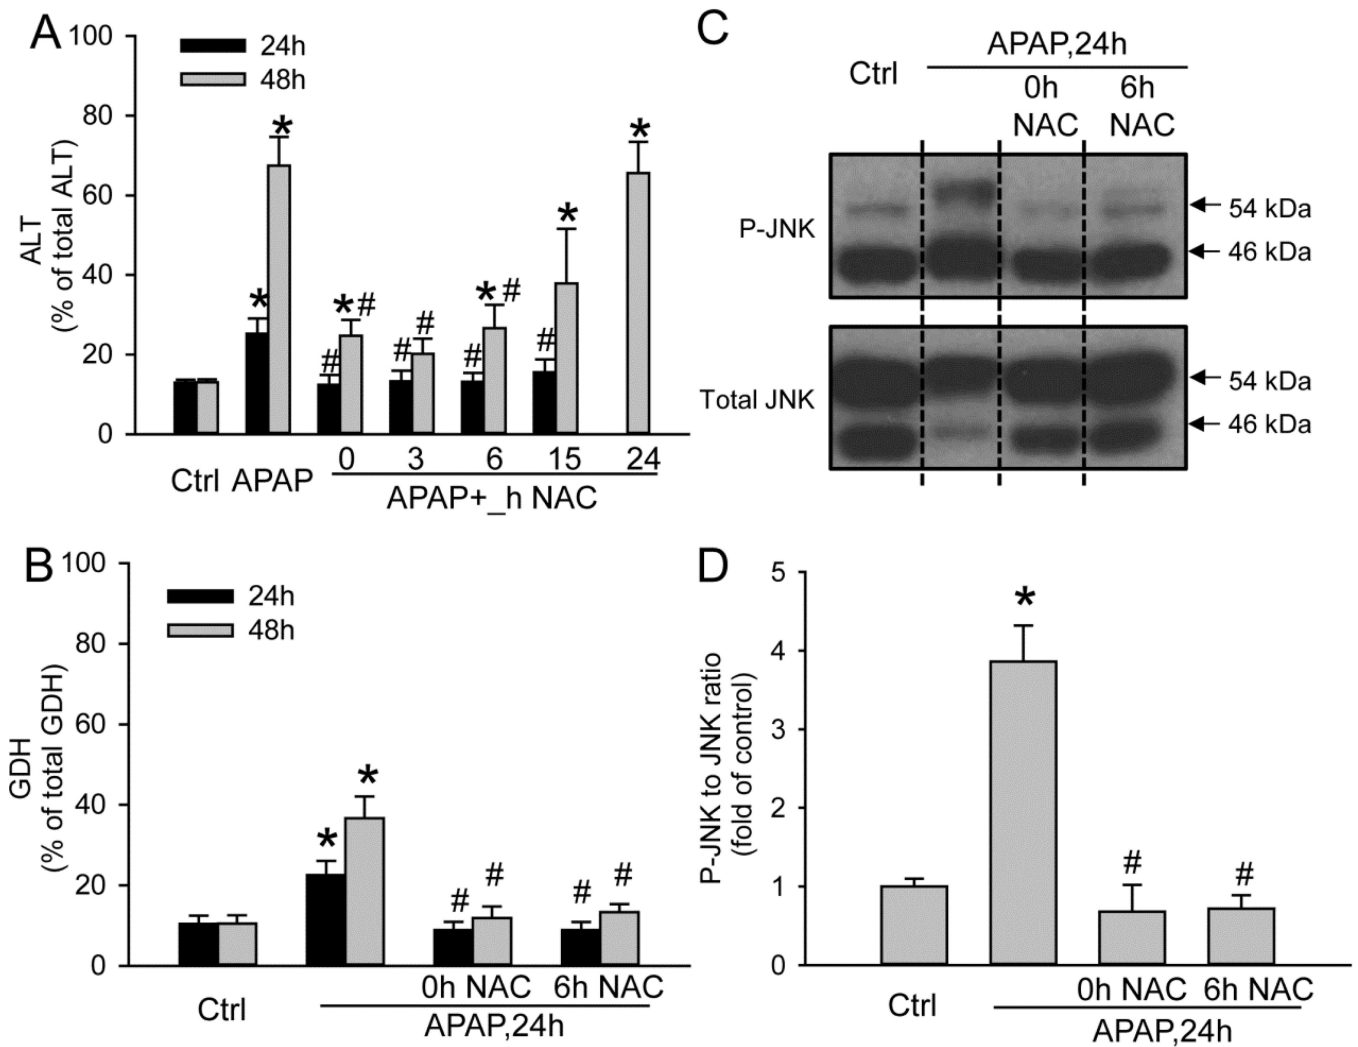 A
100
80
60
40
20
0
ALT
(% of total ALT)
24h
48h
*
*
#
*#
#
#
#
*#
#
*
*
Ctrl APAP
0 3 6 15 24
APAP+_h NAC
B
100
80
60
40
20
0
GDH
(% of total GDH)
24h
48h
*
*
#
#
#
#
Ctrl
0h NAC 6h NAC
APAP,24h
C
APAP,24h
Ctrl
0h
NAC
6h
NAC
P-JNK
54 kDa
46 kDa
Total JNK
54 kDa
46 kDa
D
5
4
3
2
1
0
P-JNK to JNK ratio
(fold of control)
*
#
#
Ctrl
0h NAC 6h NAC
APAP,24h